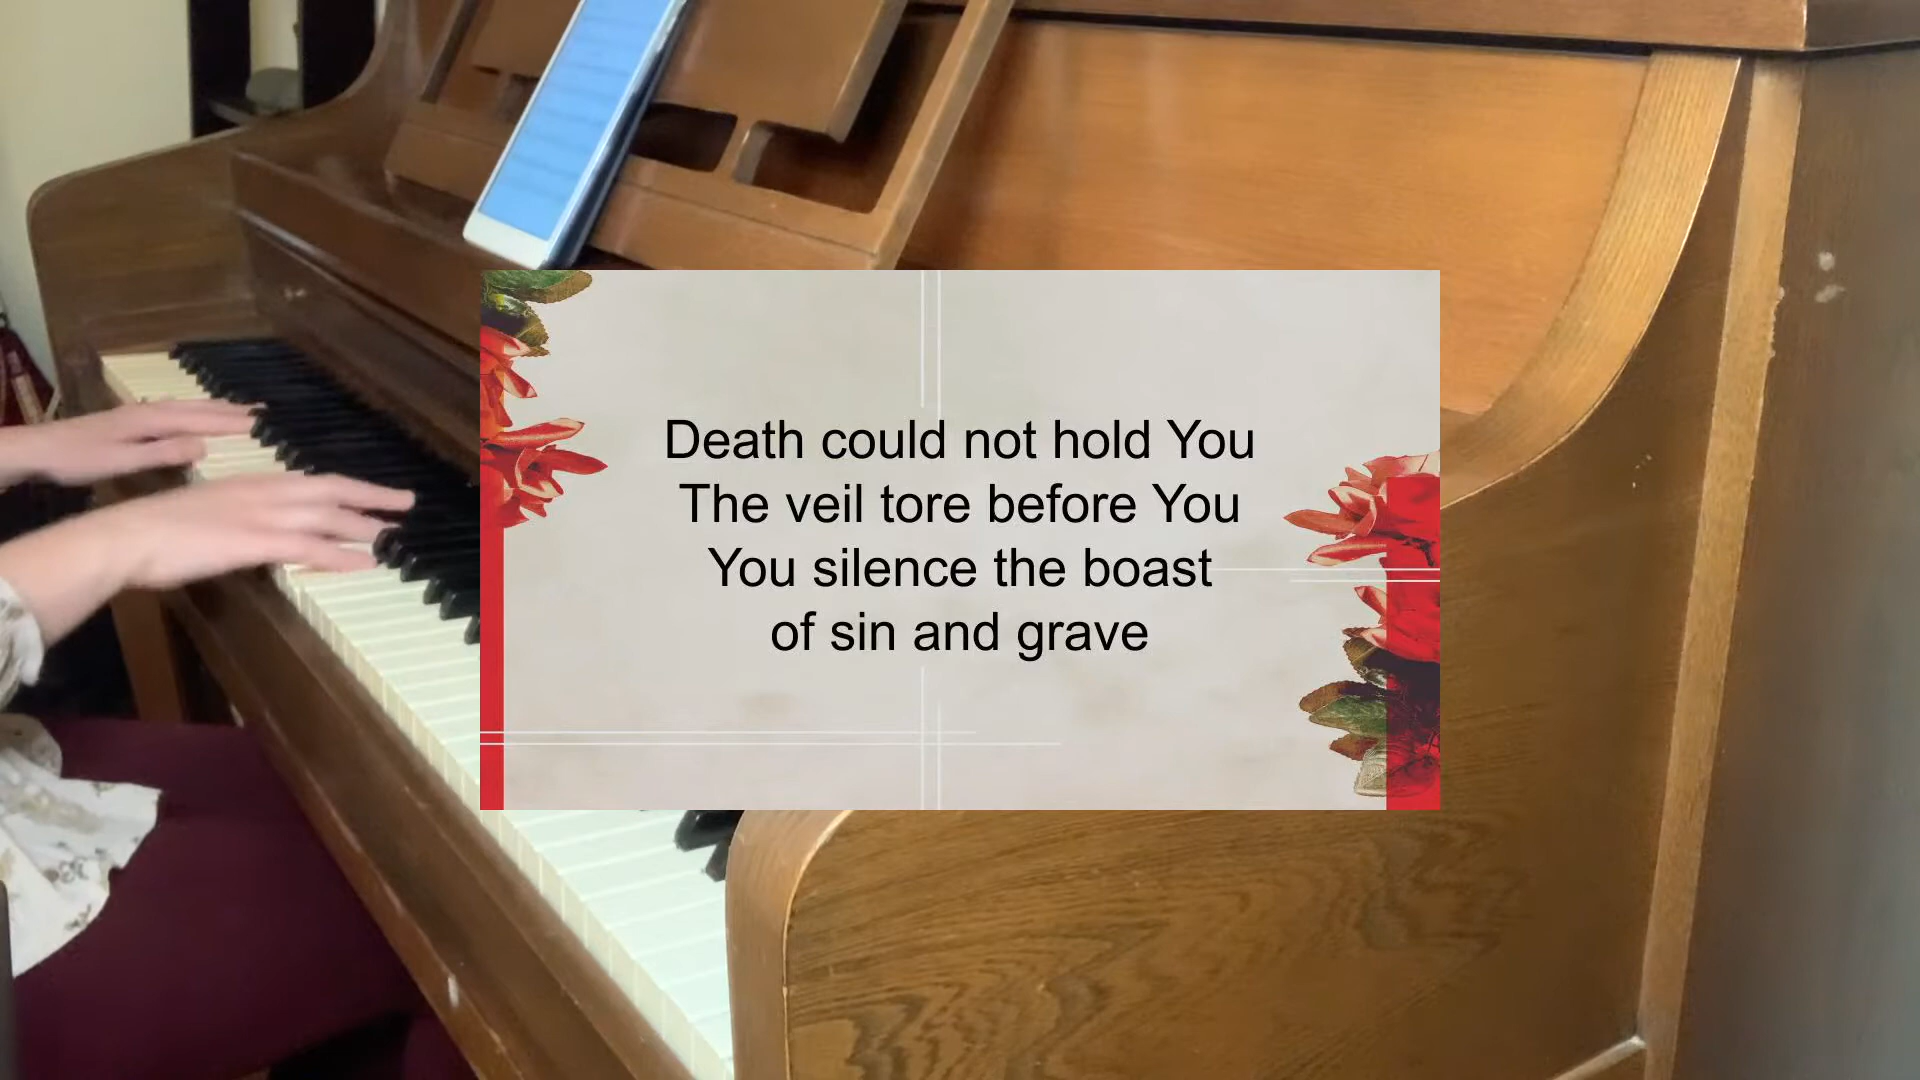 Death could not hold You
The veil tore before You
You silence the boast
of sin and grave